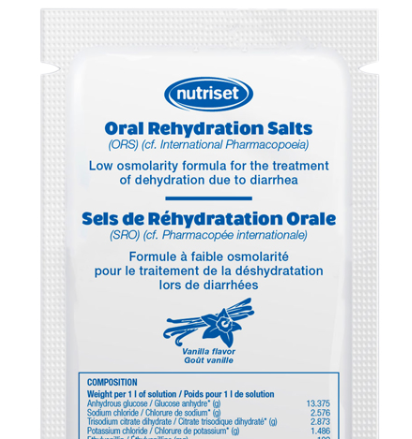 nutriset
Oral Rehydration Salts
(ORS) (cf. International Pharmacopoeia)
Low osmolarity formula for the treatment
of dehydration due to diarrhea
Sels de Réhydratation Orale
(SRO) (cf. Pharmacopée internationale)
Formule à faible osmolarité
pour le traitement de la déshydratation
lors de diarrhées
Vanilla flavor
Goût vanille
COMPOSITION
Weight per 1 l of solution / Poids pour 1 l de solution
Anhydrous glucose / Glucose anhydre* (g) 13.375
Sodium chloride / Chlorure de sodium* (g) 2.576
Trisodium citrate dihydrate / Citrate trisodique dihydraté* (g) 2.873
Potassium chloride / Chlorure de potassium* (g) 1.486